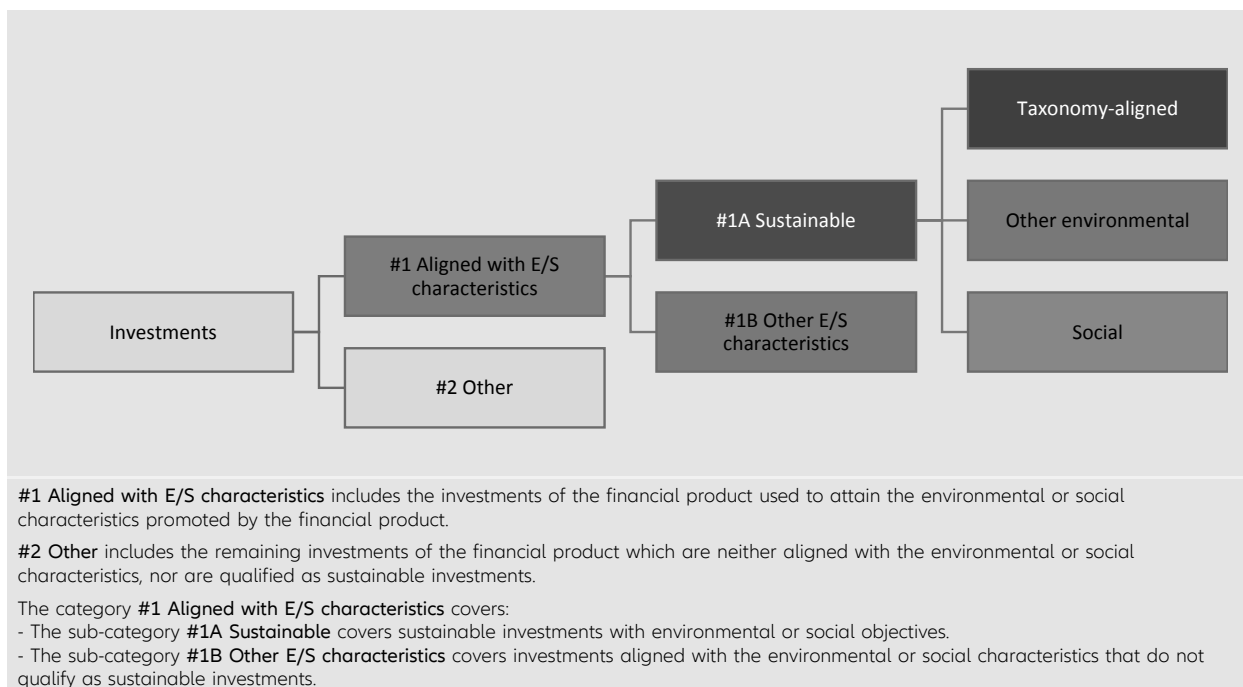 Taxonomy-aligned
#1A Sustainable
Other environmental
#1 Aligned with E/S
characteristics
#1B Other E/S
characteristics
Investments
Social
#2 Other
#1 Aligned with E/S characteristics includes the investments of the financial product used to attain the environmental or social
characteristics promoted by the financial product.
#2 Other includes the remaining investments of the financial product which are neither aligned with the environmental or social
characteristics, nor are qualified as sustainable investments.
The category #1 Aligned with E/S characteristics covers:
- The sub-category #1A Sustainable covers sustainable investments with environmental or social objectives.
- The sub-category #1B Other E/S characteristics covers investments aligned with the environmental or social characteristics that do not
qualify as sustainable investments.